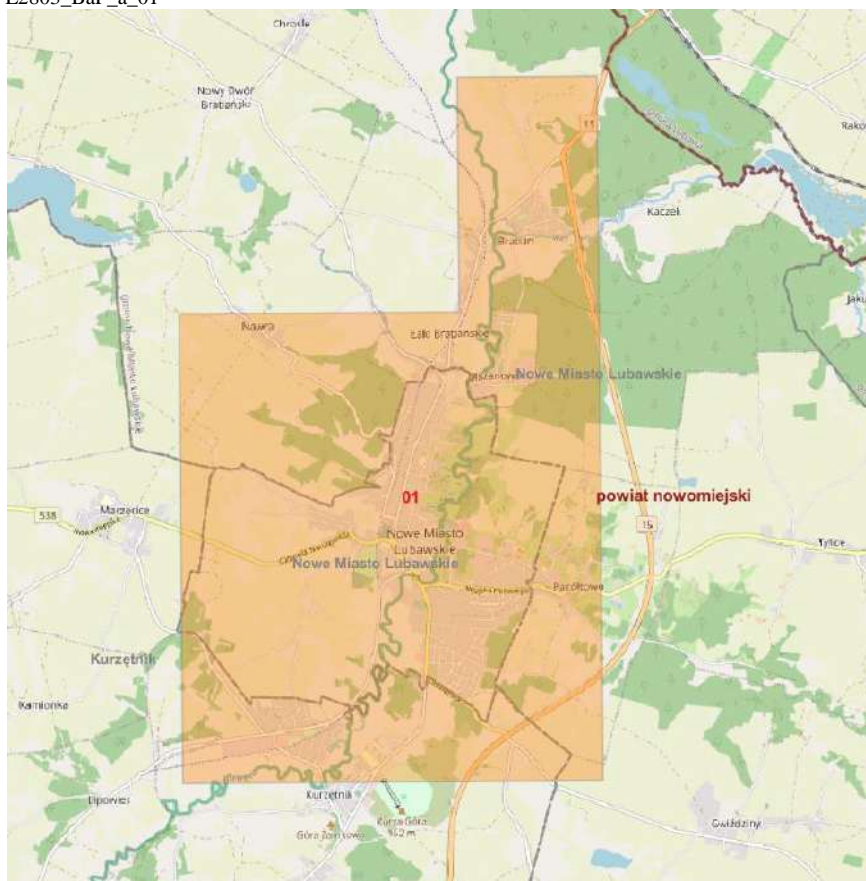 Chrośle
Nowy Dwór
Bratiański
11
Rako
Kaczek
Bratian
Jaku
Nawra
Łąki Bratiańskie
Nowe Miasto Lubawskie
01
powiat nowomiejski
538
Marzęcice
15
Nowe Miasto
Lubawskie
Tylice
Nowe Miasto Lubawskie
Pacółtowo
Kurzętnik
Kamionka
Lipowiec
Kurzętnik
Kurza Góra
162 m
Góra Zamkowa
Gwiździny